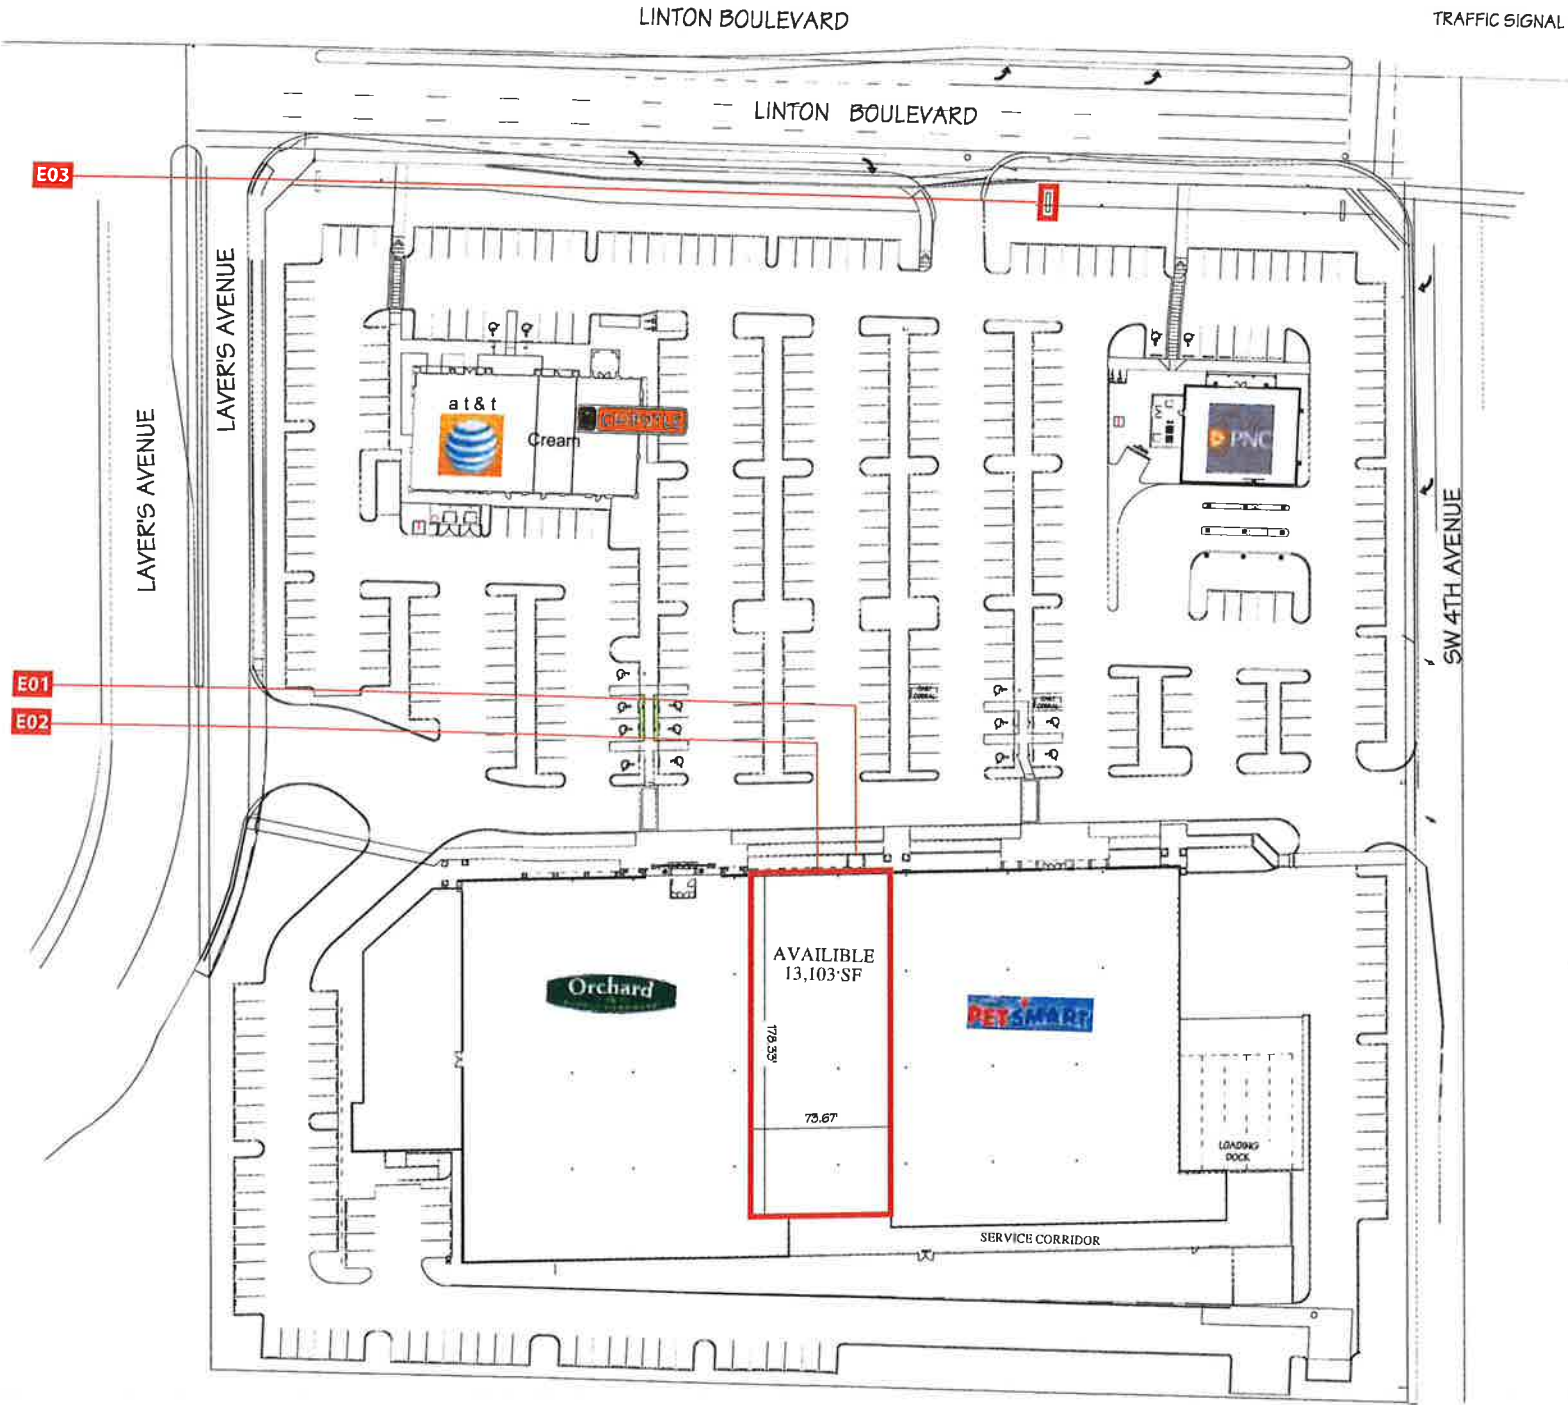 LINTON BOULEVARD
TRAFFIC SIGNAL
LINTON BOULEVARD
E03
LAVER'S AVENUE
LAVER'S AVENUE
at&t
Cream
CHIPOTLE
PNC
SW 4TH AVENUE
E01
E02
AVAILIBLE
13,103 SF
Orchard
PETSMART
178.33'
73.67'
LOADING
DOCK
SERVICE CORRIDOR